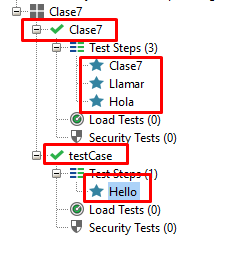 Clase7
Clase7
Test Steps (3)
Clase7
Llamar
Hola
Load Tests (0)
Security Tests (0)
testCase
Test Steps (1)
Hello
Load Tests (0)
Security Tests (0)